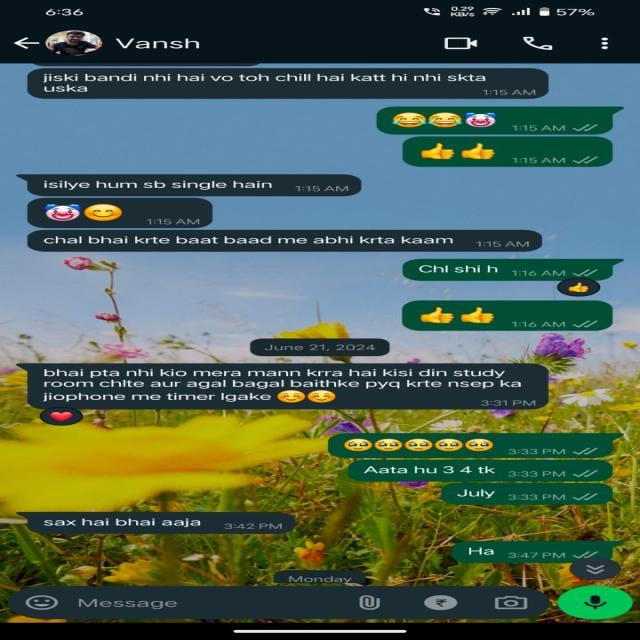 6:36
0.29 KB/s
57%
Vansh
jiski bandi nhi hai vo toh chill hai katt hi nhi skta
uska
1:15 AM
😂😂🤡 1:15 AM
👍👍 1:15 AM
isilye hum sb single hain 1:15 AM
🤡😊 1:15 AM
chal bhai krte baat baad me abhi krta kaam 1:15 AM
Chl shi h 1:16 AM
👍
👍👍 1:16 AM
June 21, 2024
bhai pta nhi kio mera mann krra hai kisi din study
room chlte aur agal bagal baithke pyq krte nsep ka
jiophone me timer lgake 😊😊
3:31 PM
❤️
🥹🥹🥹🥹🥹 3:33 PM
Aata hu 3 4 tk 3:33 PM
July 3:33 PM
sax hai bhai aaja 3:42 PM
Ha 3:47 PM
Monday
Message